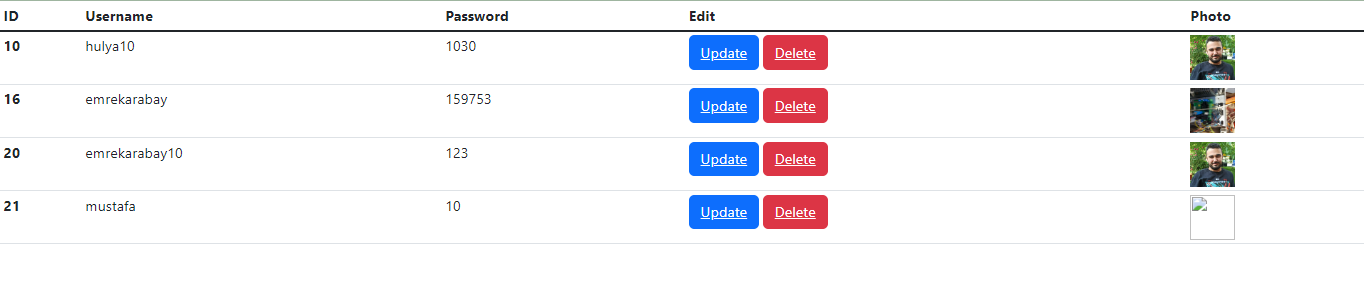 ID Username Password Edit Photo
10 hulya10 1030 Update Delete
16 emrekarabay 159753 Update Delete
20 emrekarabay10 123 Update Delete
21 mustafa 10 Update Delete